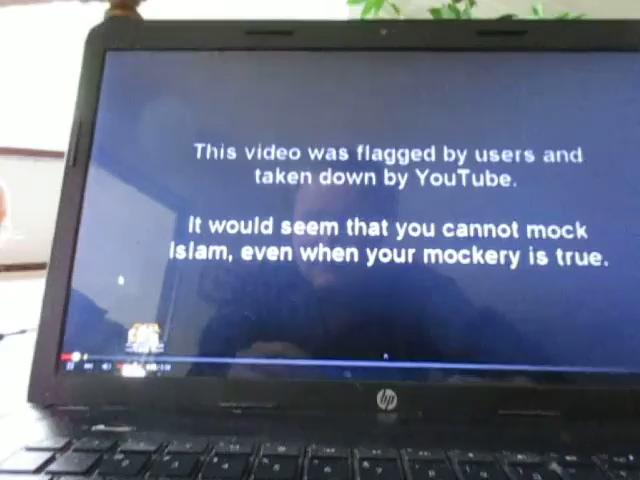 This video was flagged by users and
taken down by YouTube.
It would seem that you cannot mock
Islam, even when your mockery is true.
hp